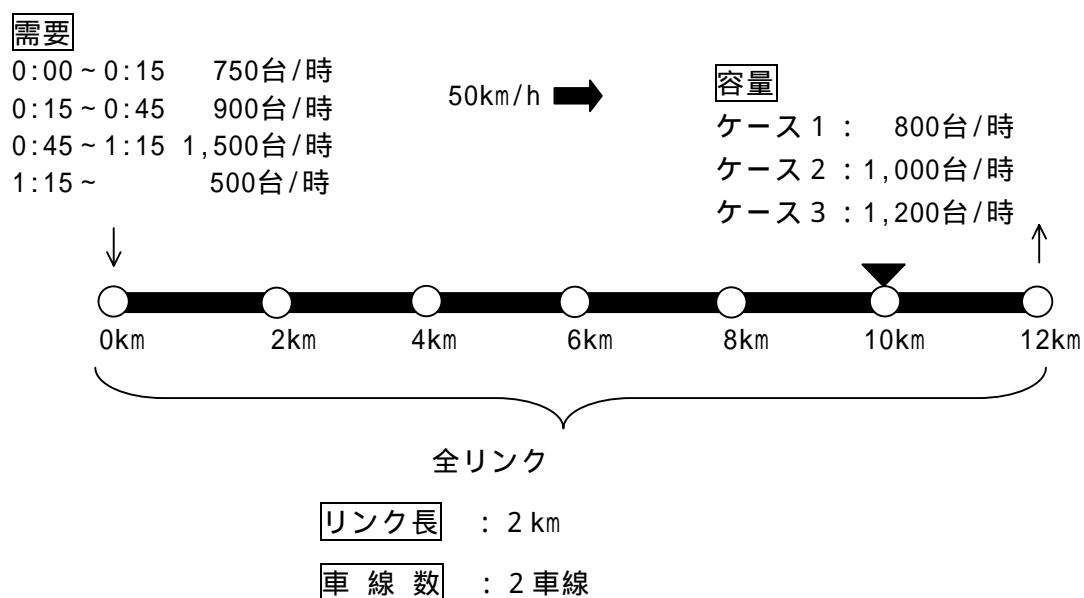 需要
0:00～0:15 750台/時
0:15～0:45 900台/時
0:45～1:15 1,500台/時
1:15～ 500台/時
50km/h
容量
ケース1： 800台/時
ケース2：1,000台/時
ケース3：1,200台/時
0km 2km 4km 6km 8km 10km 12km
全リンク
リンク長 ：2km
車線数 ：2車線